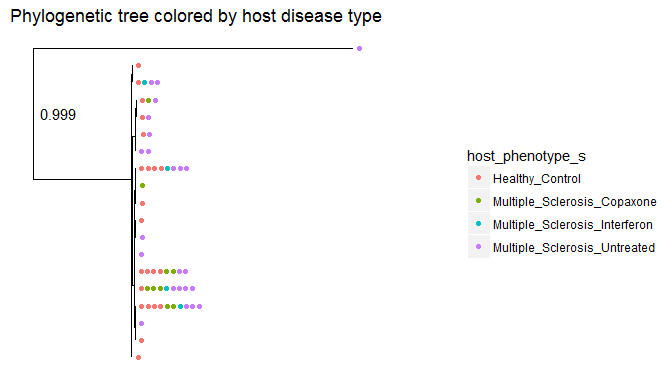 Phylogenetic tree colored by host disease type
0.999
host_phenotype_s
Healthy_Control
Multiple_Sclerosis_Copaxone
Multiple_Sclerosis_Interferon
Multiple_Sclerosis_Untreated